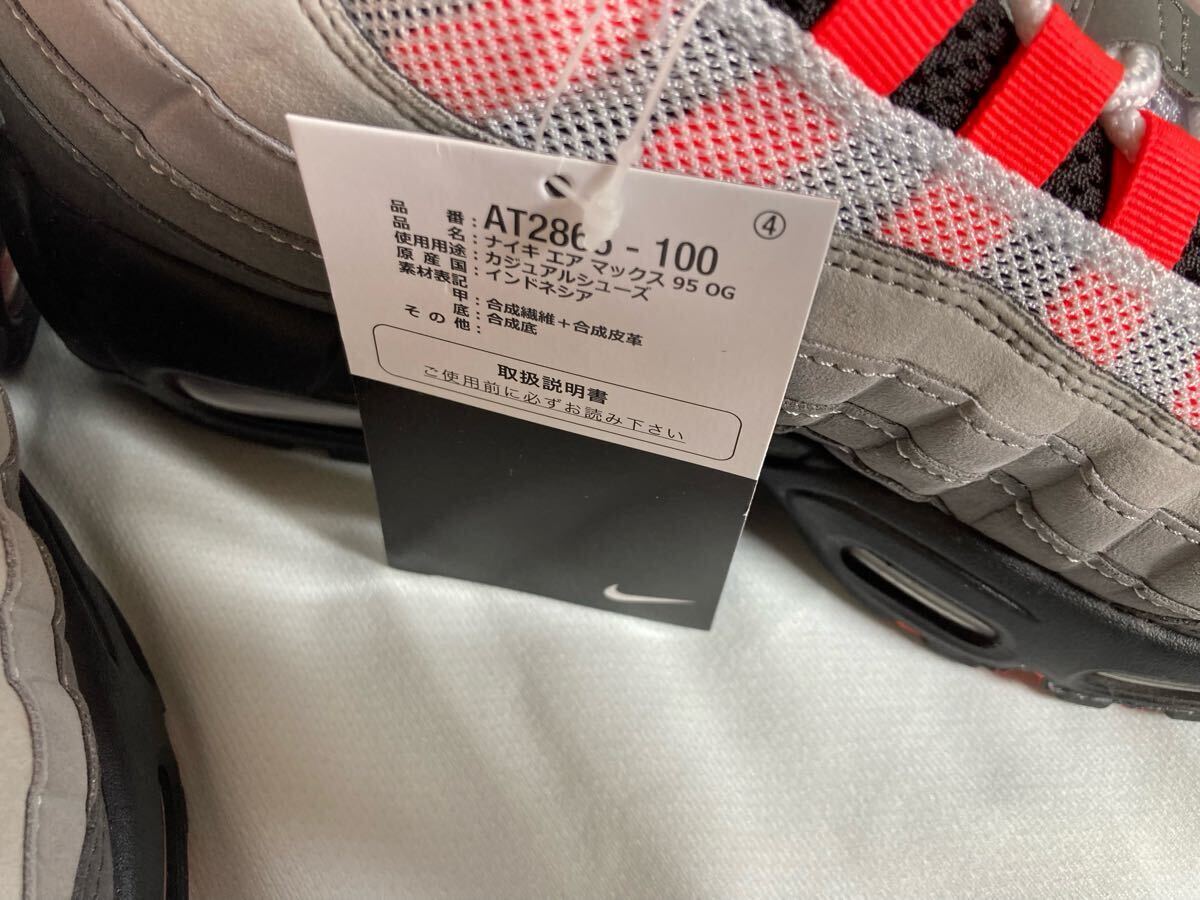 品番: AT286 - 100 ④
品名: ナイキ エア マックス 95 OG
使用用途: カジュアルシューズ
原産国: インドネシア
素材表記
甲: 合成繊維+合成皮革
底: 合成底
その他:
取扱説明書
ご使用前に必ずお読み下さい